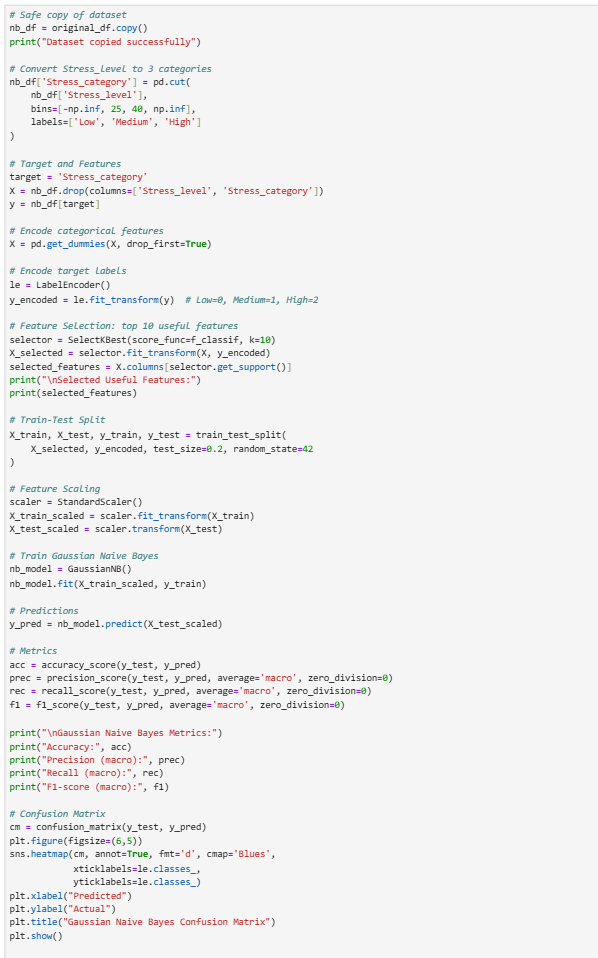 # Safe copy of dataset
nb_df = original_df.copy()
print("Dataset copied successfully")

# Convert Stress_Level to 3 categories
nb_df['Stress_category'] = pd.cut(
    nb_df['Stress_level'],
    bins=[-np.inf, 25, 40, np.inf],
    labels=['Low', 'Medium', 'High']
)

# Target and Features
target = 'Stress_category'
X = nb_df.drop(columns=['Stress_level', 'Stress_category'])
y = nb_df[target]

# Encode categorical features
X = pd.get_dummies(X, drop_first=True)

# Encode target labels
le = LabelEncoder()
y_encoded = le.fit_transform(y)  # Low=0, Medium=1, High=2

# Feature Selection: top 10 useful features
selector = SelectKBest(score_func=f_classif, k=10)
X_selected = selector.fit_transform(X, y_encoded)
selected_features = X.columns[selector.get_support()]
print("\nSelected Useful Features:")
print(selected_features)

# Train-Test Split
X_train, X_test, y_train, y_test = train_test_split(
    X_selected, y_encoded, test_size=0.2, random_state=42
)

# Feature Scaling
scaler = StandardScaler()
X_train_scaled = scaler.fit_transform(X_train)
X_test_scaled = scaler.transform(X_test)

# Train Gaussian Naive Bayes
nb_model = GaussianNB()
nb_model.fit(X_train_scaled, y_train)

# Predictions
y_pred = nb_model.predict(X_test_scaled)

# Metrics
acc = accuracy_score(y_test, y_pred)
prec = precision_score(y_test, y_pred, average='macro', zero_division=0)
rec = recall_score(y_test, y_pred, average='macro', zero_division=0)
f1 = f1_score(y_test, y_pred, average='macro', zero_division=0)

print("\nGaussian Naive Bayes Metrics:")
print("Accuracy:", acc)
print("Precision (macro):", prec)
print("Recall (macro):", rec)
print("F1-score (macro):", f1)

# Confusion Matrix
cm = confusion_matrix(y_test, y_pred)
plt.figure(figsize=(6,5))
sns.heatmap(cm, annot=True, fmt='d', cmap='Blues',
            xticklabels=le.classes_,
            yticklabels=le.classes_)
plt.xlabel("Predicted")
plt.ylabel("Actual")
plt.title("Gaussian Naive Bayes Confusion Matrix")
plt.show()